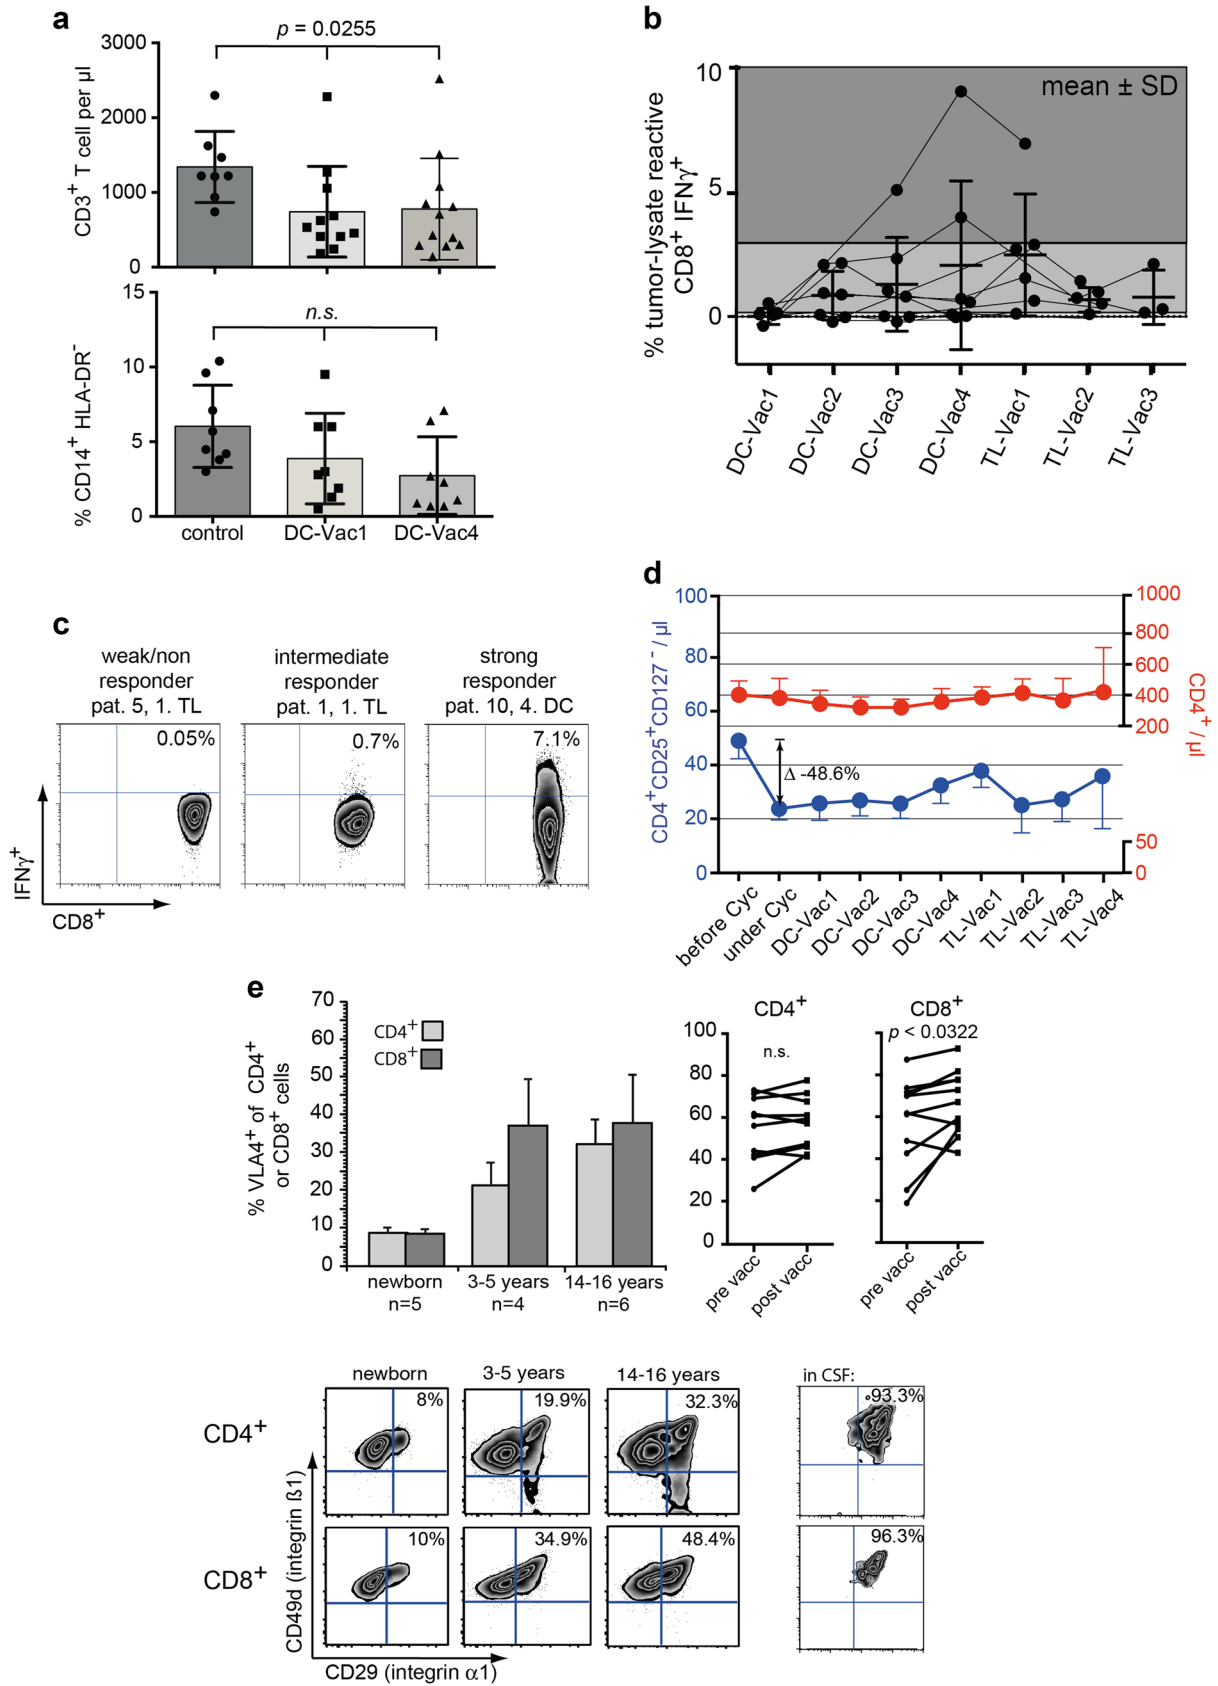 a
p = 0.0255
CD3+ T cell per µl
3000
2000
1000
0
n.s.
% CD14+ HLA-DR-
15
10
5
0
control
DC-Vac1
DC-Vac4
b
mean ± SD
% tumor-lysate reactive
CD8+ IFNγ+
10
5
0
DC-Vac1
DC-Vac2
DC-Vac3
DC-Vac4
TL-Vac1
TL-Vac2
TL-Vac3
c
weak/non
responder
pat. 5, 1. TL
intermediate
responder
pat. 1, 1. TL
strong
responder
pat. 10, 4. DC
0.05%
0.7%
7.1%
IFNγ+
CD8+
d
CD4+CD25+CD127- / µl
100
80
60
40
20
0
Δ -48.6%
1000
800
600
400
200
50
0
CD4+/ µl
before Cyc
under Cyc
DC-Vac1
DC-Vac2
DC-Vac3
DC-Vac4
TL-Vac1
TL-Vac2
TL-Vac3
TL-Vac4
e
% VLA4+ of CD4+
or CD8+ cells
70
60
50
40
30
20
10
0
CD4+
CD8+
newborn
n=5
3-5 years
n=4
14-16 years
n=6
CD4+
n.s.
100
80
60
40
20
0
pre vacc
post vacc
CD8+
p < 0.0322
pre vacc
post vacc
newborn
3-5 years
14-16 years
in CSF:
CD4+
8%
19.9%
32.3%
93.3%
CD8+
10%
34.9%
48.4%
96.3%
CD49d (integrin ß1)
CD29 (integrin α1)